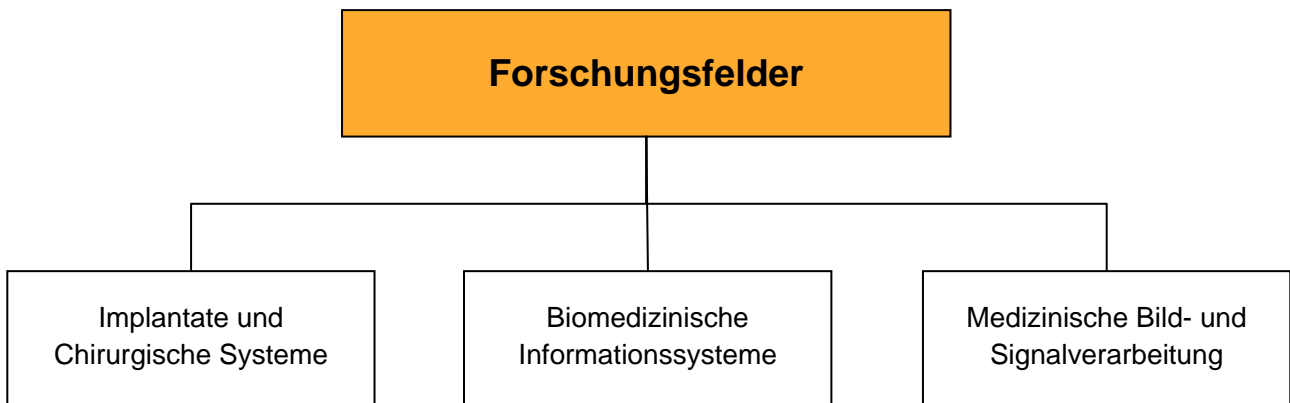 Forschungsfelder
Implantate und
Chirurgische Systeme
Biomedizinische
Informationssysteme
Medizinische Bild- und
Signalverarbeitung